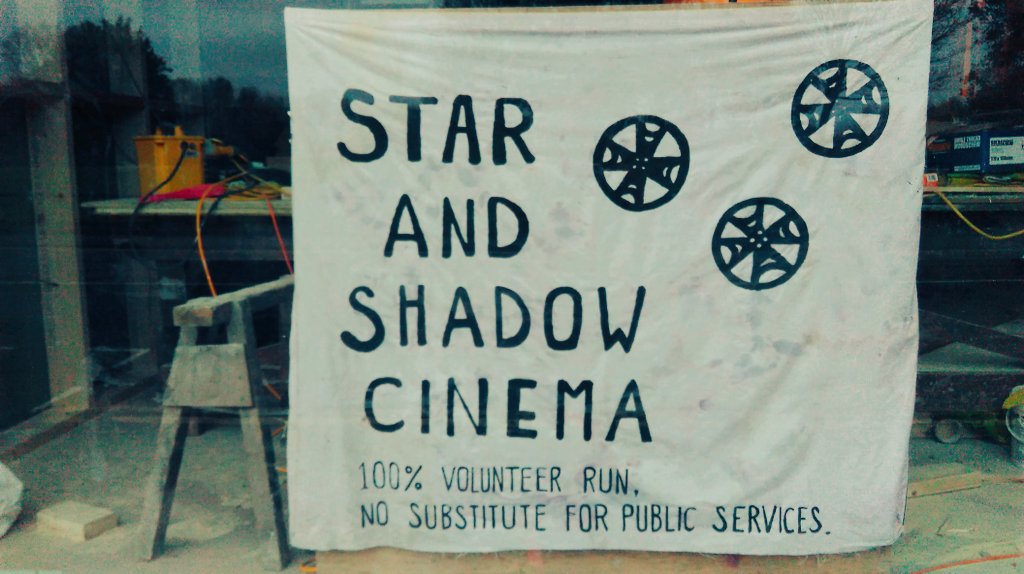 STAR
AND
SHADOW
CINEMA
100% VOLUNTEER RUN.
NO SUBSTITUTE FOR PUBLIC SERVICES.